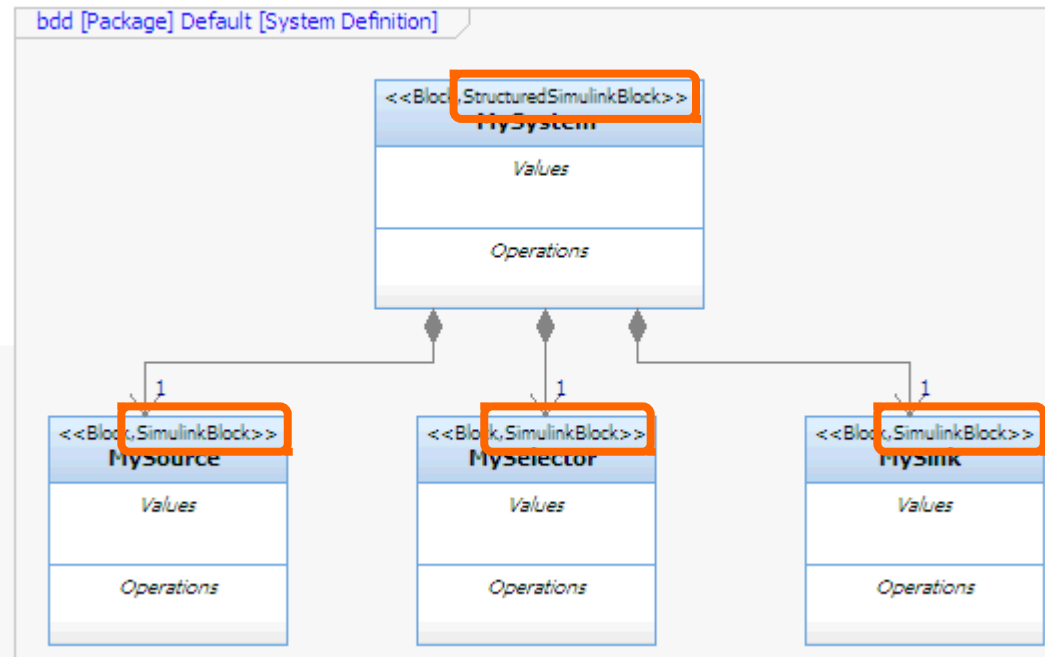 bdd [Package] Default [System Definition]
<<Block,StructuredSimulinkBlock>>
MySystem
Values
Operations
1
1
1
<<Block,SimulinkBlock>>
<<Block,SimulinkBlock>>
<<Block,SimulinkBlock>>
MySource
MySelector
MySink
Values
Values
Values
Operations
Operations
Operations